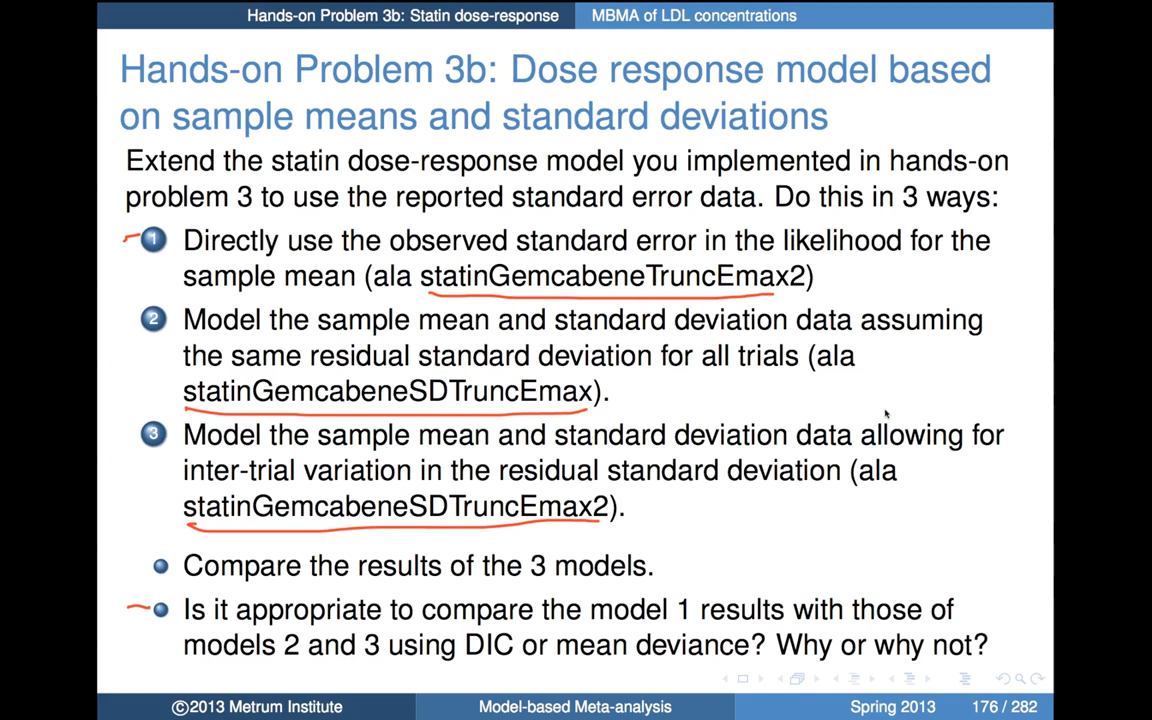 Hands-on Problem 3b: Statin dose-response MBMA of LDL concentrations
Hands-on Problem 3b: Dose response model based
on sample means and standard deviations
Extend the statin dose-response model you implemented in hands-on
problem 3 to use the reported standard error data. Do this in 3 ways:
1 Directly use the observed standard error in the likelihood for the
sample mean (ala statinGemcabeneTruncEmax2)
2 Model the sample mean and standard deviation data assuming
the same residual standard deviation for all trials (ala
statinGemcabeneSDTruncEmax).
3 Model the sample mean and standard deviation data allowing for
inter-trial variation in the residual standard deviation (ala
statinGemcabeneSDTruncEmax2).
Compare the results of the 3 models.
Is it appropriate to compare the model 1 results with those of
models 2 and 3 using DIC or mean deviance? Why or why not?
©2013 Metrum Institute Model-based Meta-analysis Spring 2013 176 / 282